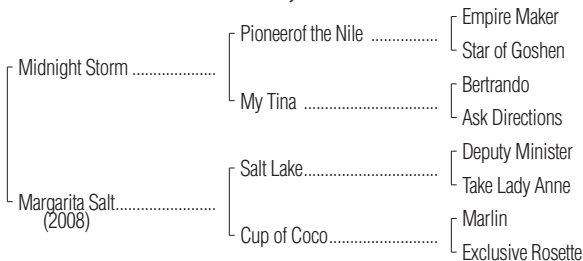 Empire Maker
Pioneerof the Nile ................
Star of Goshen
Midnight Storm ....................
Bertrando
My Tina ................................
Ask Directions
Deputy Minister
Salt Lake................................
Take Lady Anne
Margarita Salt........................
(2008)
Marlin
Cup of Coco..........................
Exclusive Rosette